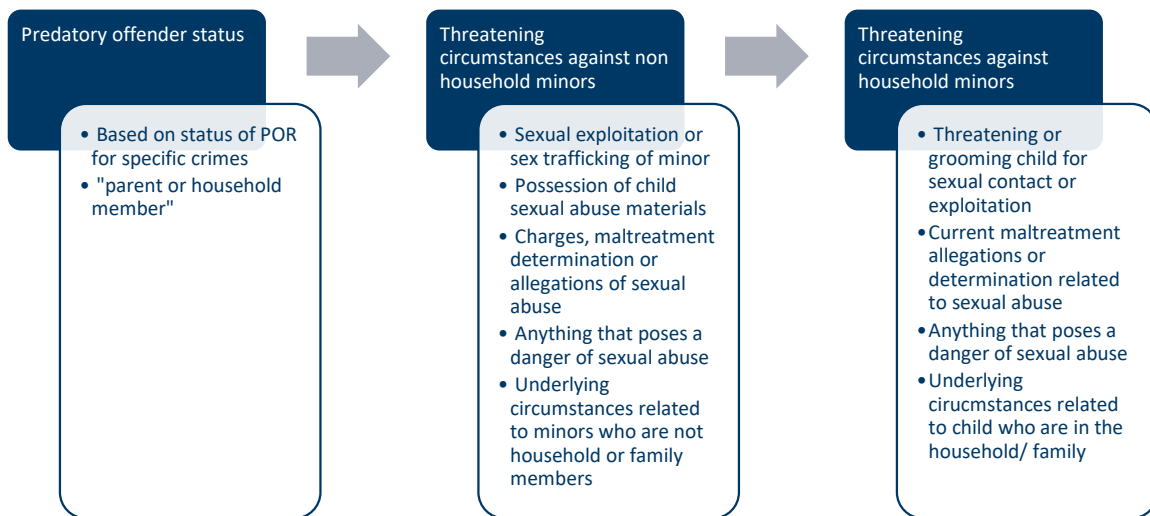 Predatory offender status
• Based on status of POR
for specific crimes
• "parent or household
member"
Threatening
circumstances against non
household minors
• Sexual exploitation or
sex trafficking of minor
• Possession of child
sexual abuse materials
• Charges, maltreatment
determination or
allegations of sexual
abuse
• Anything that poses a
danger of sexual abuse
• Underlying
circumstances related
to minors who are not
household or family
members
Threatening
circumstances against
household minors
• Threatening or
grooming child for
sexual contact or
exploitation
•Current maltreatment
allegations or
determination related
to sexual abuse
•Anything that poses a
danger of sexual abuse
•Underlying
cirucmstances related
to child who are in the
household/ family